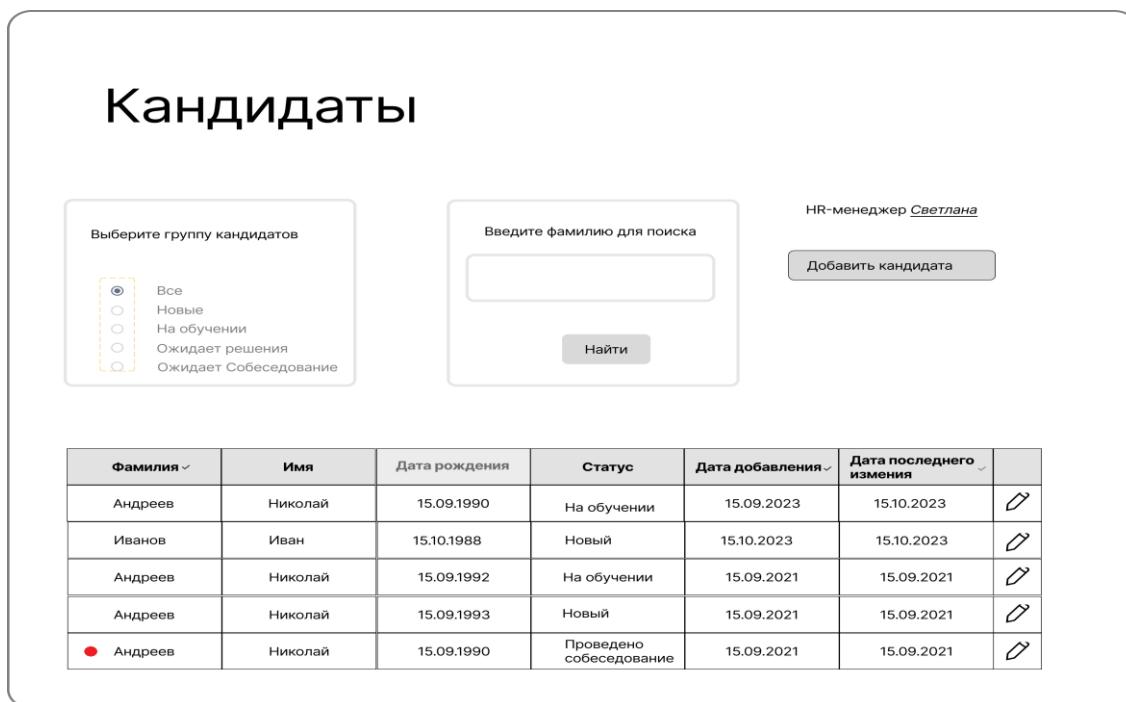 Кандидаты
Выберите группу кандидатов
Все
Новые
На обучении
Ожидает решения
Ожидает Собеседование
Введите фамилию для поиска
Найти
HR-менеджер Светлана
Добавить кандидата
Фамилия Имя Дата рождения Статус Дата добавления Дата последнего
измения
Андреев Николай 15.09.1990 На обучении 15.09.2023 15.10.2023
Иванов Иван 15.10.1988 Новый 15.10.2023 15.10.2023
Андреев Николай 15.09.1992 На обучении 15.09.2021 15.09.2021
Андреев Николай 15.09.1993 Новый 15.09.2021 15.09.2021
Андреев Николай 15.09.1990 Проведено 15.09.2021 15.09.2021
собеседование